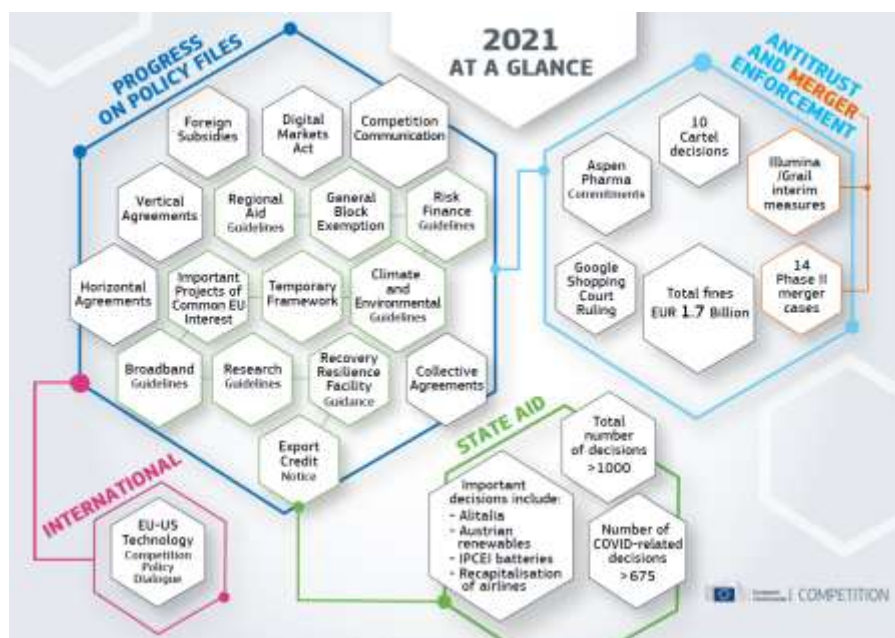 2021
AT A GLANCE
PROGRESS
ON POLICY FILES
Foreign
Subsidies
Digital
Markets
Act
Competition
Communication
Vertical
Agreements
Regional
Aid
Guidelines
General
Block
Exemption
Risk
Finance
Guidelines
Horizontal
Agreements
Important
Projects of
Common EU
Interest
Temporary
Framework
Climate
and
Environmental
Guidelines
Broadband
Guidelines
Research
Guidelines
Recovery
Resilience
Facility
Guidance
Collective
Agreements
Export
Credit
Notice
ANTITRUST
AND MERGER
ENFORCEMENT
10
Cartel
decisions
Aspen
Pharma
Commitments
Illumina
/Grail
interim
measures
Google
Shopping
Court
Ruling
Total fines
EUR 1.7 Billion
14
Phase II
merger
cases
INTERNATIONAL
EU-US
Technology
Competition
Policy
Dialogue
STATE AID
Total
number
of decisions
>1000
Important
decisions include:
- Alitalia
- Austrian
renewables
- IPCEI batteries
- Recapitalisation
of airlines
Number of
COVID-related
decisions
>675
COMPETITION